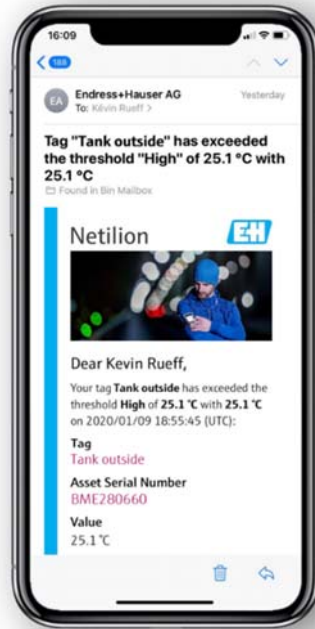 16:09
188
EA
Endress+Hauser AG
Yesterday
To: Kévin Rueff >
Tag "Tank outside" has exceeded
the threshold "High" of 25.1 °C with
25.1 °C
Found in Bin Mailbox
Netilion
EH
Dear Kevin Rueff,
Your tag Tank outside has exceeded the
threshold High of 25.1 °C with 25.1 °C
on 2020/01/09 18:55:45 (UTC):
Tag
Tank outside
Asset Serial Number
BME280660
Value
25.1 °C